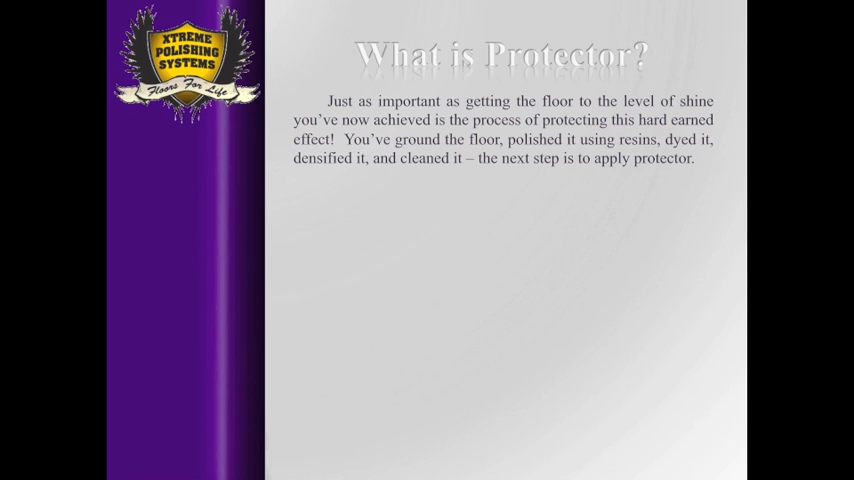 XTREME
POLISHING
SYSTEMS
Floors For Life
What is Protector?
Just as important as getting the floor to the level of shine
you've now achieved is the process of protecting this hard earned
effect!  You've ground the floor, polished it using resins, dyed it,
densified it, and cleaned it – the next step is to apply protector.